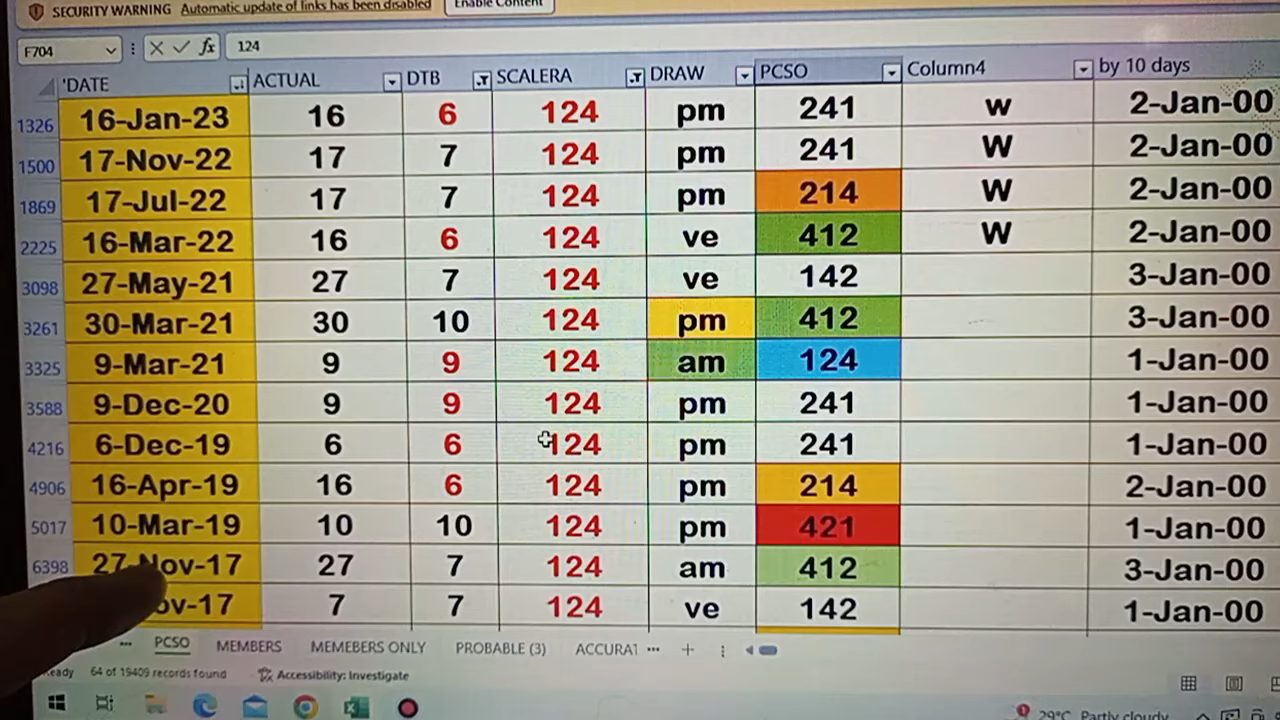 SECURITY WARNING Automatic update of links has been disabled Enable Content
F704 fx 124
'DATE ACTUAL DTB SCALERA DRAW PCSO Column4 by 10 days
1326 16-Jan-23 16 6 124 pm 241 w 2-Jan-00
1500 17-Nov-22 17 7 124 pm 241 W 2-Jan-00
1869 17-Jul-22 17 7 124 pm 214 W 2-Jan-00
2225 16-Mar-22 16 6 124 ve 412 W 2-Jan-00
3098 27-May-21 27 7 124 ve 142 3-Jan-00
3261 30-Mar-21 30 10 124 pm 412 3-Jan-00
3325 9-Mar-21 9 9 124 am 124 1-Jan-00
3588 9-Dec-20 9 9 124 pm 241 1-Jan-00
4216 6-Dec-19 6 6 124 pm 241 1-Jan-00
4906 16-Apr-19 16 6 124 pm 214 2-Jan-00
5017 10-Mar-19 10 10 124 pm 421 1-Jan-00
6398 27-Nov-17 27 7 124 am 412 3-Jan-00
ov-17 7 7 124 ve 142 1-Jan-00
... PCSO MEMBERS MEMEBERS ONLY PROBABLE (3) ACCURAT ... +
eady 64 of 19409 records found Accessibility: Investigate
29°C Partly cloudy